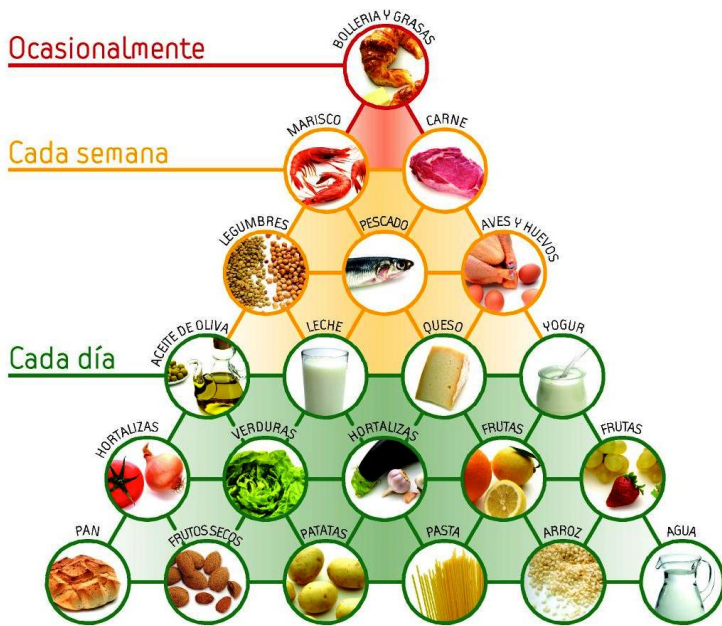 BOLLERIA Y GRASAS
Ocasionalmente
MARISCO
CARNE
Cada semana
LEGUMBRES
PESCADO
AVES Y HUEVOS
Cada día
ACEITE DE OLIVA
LECHE
QUESO
YOGUR
HORTALIZAS
VERDURAS
HORTALIZAS
FRUTAS
FRUTAS
PAN
FRUTOS SECOS
PATATAS
PASTA
ARROZ
AGUA